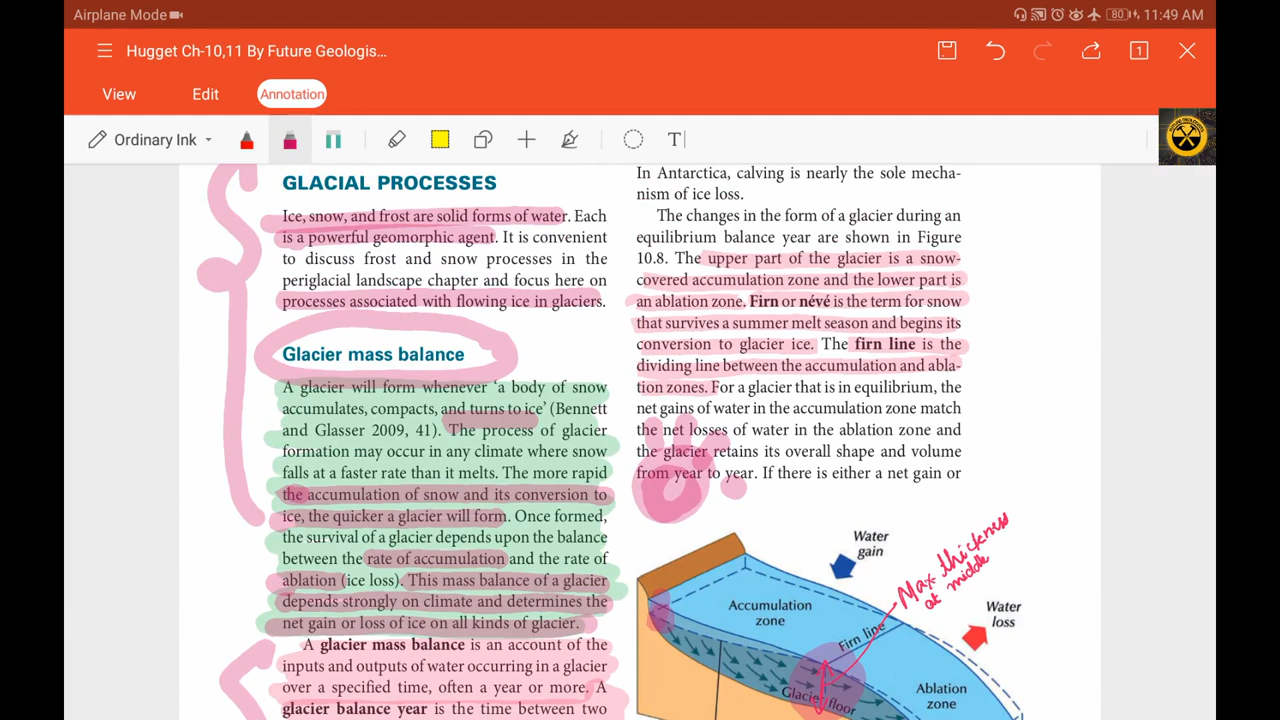 Airplane Mode
80
11:49 AM
Hugget Ch-10,11 By Future Geologis...
1
View
Edit
Annotation
Ordinary Ink
T
GLACIAL PROCESSES
Ice, snow, and frost are solid forms of water. Each
is a powerful geomorphic agent. It is convenient
to discuss frost and snow processes in the
periglacial landscape chapter and focus here on
processes associated with flowing ice in glaciers.
Glacier mass balance
A glacier will form whenever ‘a body of snow
accumulates, compacts, and turns to ice’ (Bennett
and Glasser 2009, 41). The process of glacier
formation may occur in any climate where snow
falls at a faster rate than it melts. The more rapid
the accumulation of snow and its conversion to
ice, the quicker a glacier will form. Once formed,
the survival of a glacier depends upon the balance
between the rate of accumulation and the rate of
ablation (ice loss). This mass balance of a glacier
depends strongly on climate and determines the
net gain or loss of ice on all kinds of glacier.
A glacier mass balance is an account of the
inputs and outputs of water occurring in a glacier
over a specified time, often a year or more. A
glacier balance year is the time between two
In Antarctica, calving is nearly the sole mecha-
nism of ice loss.
The changes in the form of a glacier during an
equilibrium balance year are shown in Figure
10.8. The upper part of the glacier is a snow-
covered accumulation zone and the lower part is
an ablation zone. Firn or névé is the term for snow
that survives a summer melt season and begins its
conversion to glacier ice. The firn line is the
dividing line between the accumulation and abla-
tion zones. For a glacier that is in equilibrium, the
net gains of water in the accumulation zone match
the net losses of water in the ablation zone and
the glacier retains its overall shape and volume
from year to year. If there is either a net gain or
Water
gain
Max thickness
at middle
Accumulation
zone
Water
loss
Firn line
Glacier floor
Ablation
zone